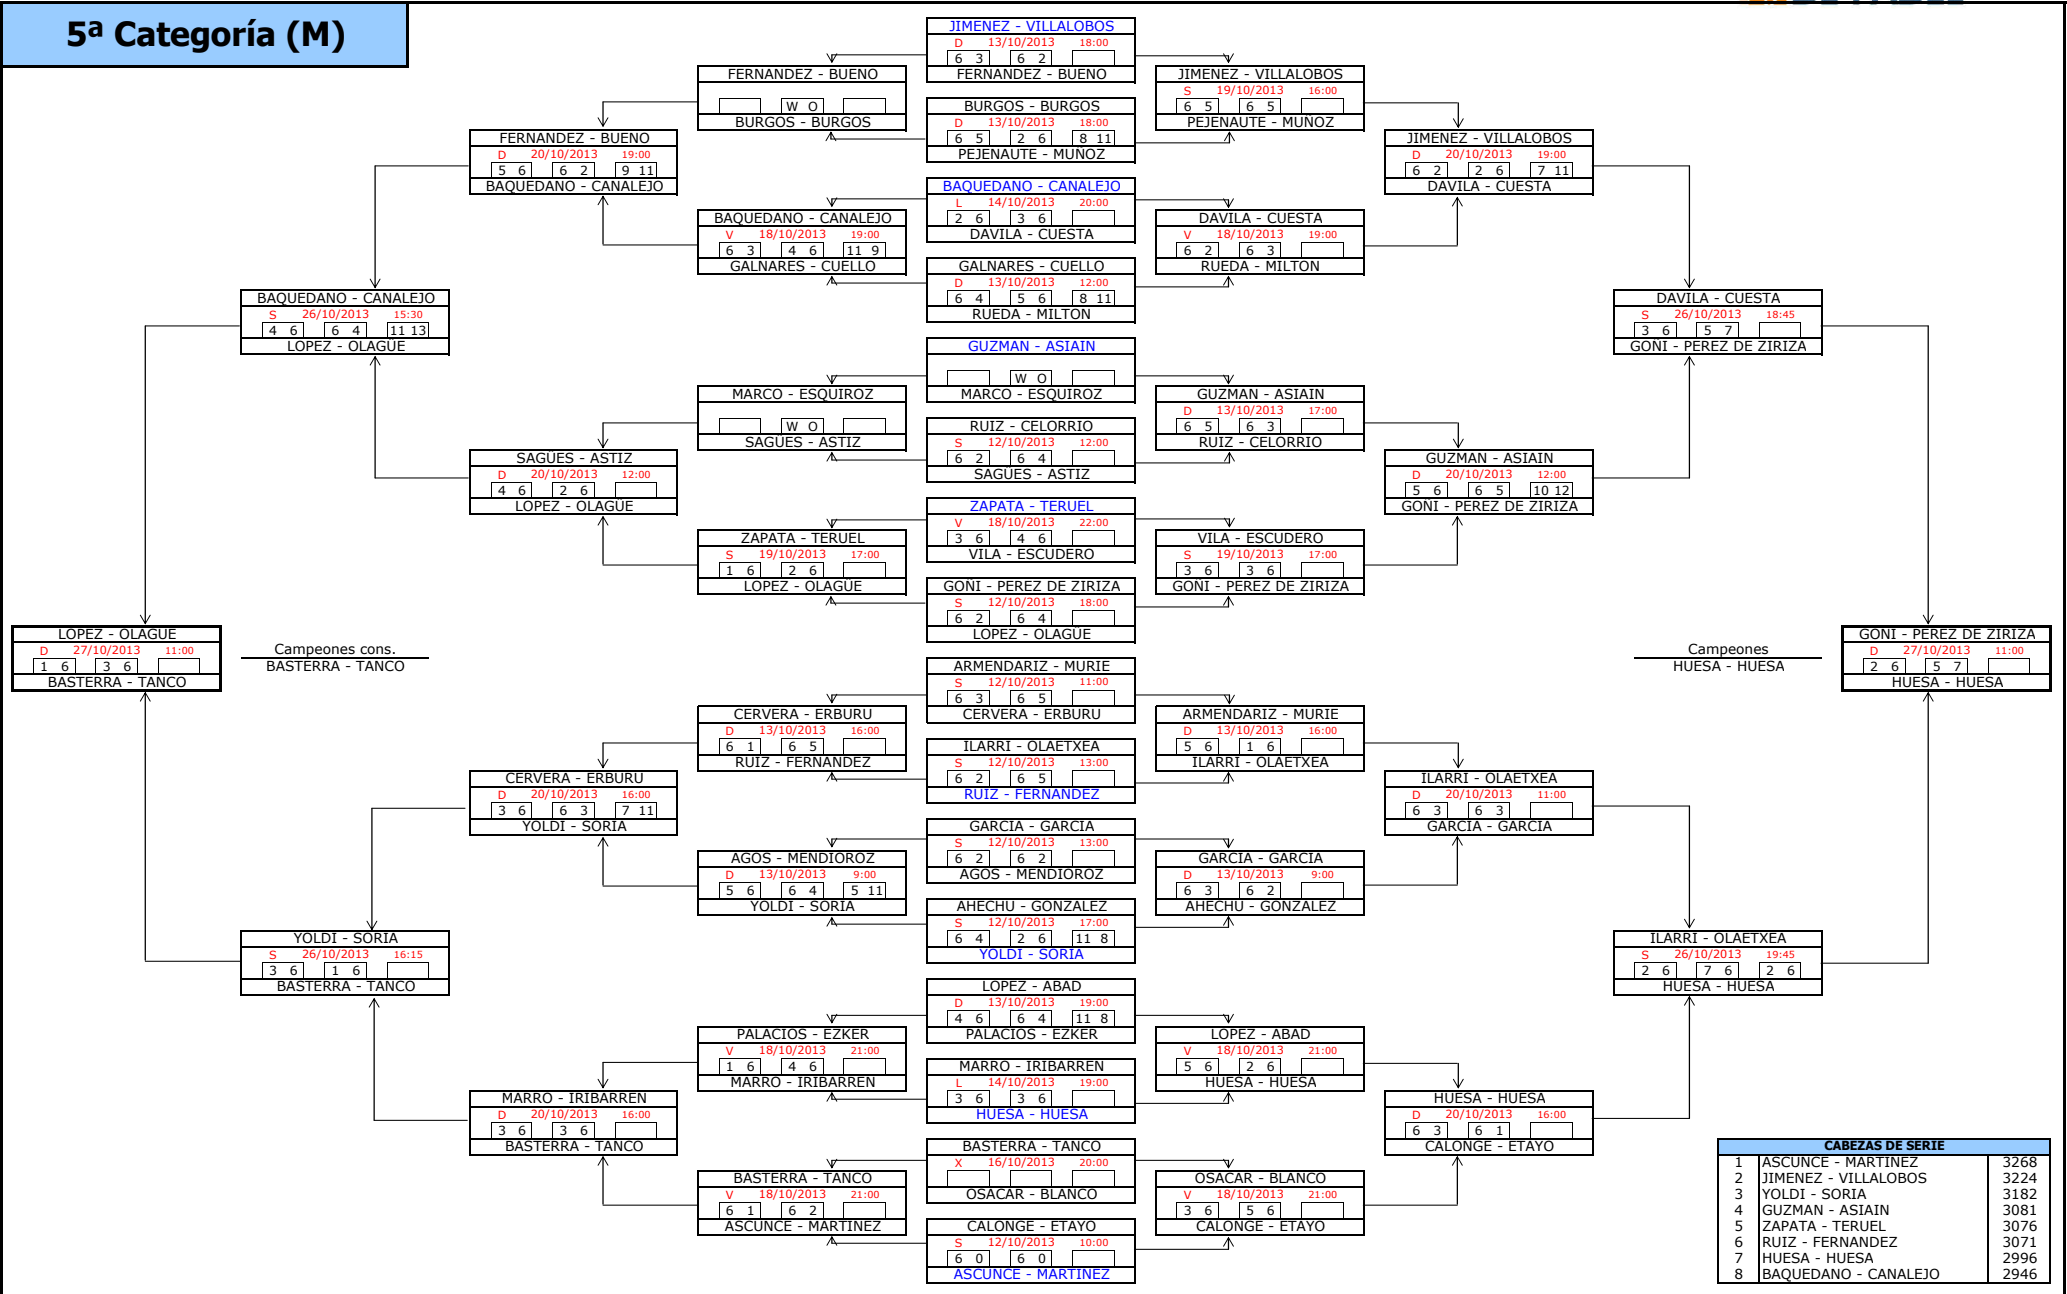 5ª Categoría (M)
LOPEZ - OLAGÜE
D 27/10/2013 11:00
1 6 3 6
BASTERRA - TANCO
Campeones cons.
BASTERRA - TANCO
BAQUEDANO - CANALEJO
S 26/10/2013 15:30
4 6 6 4 11 13
LOPEZ - OLAGÜE
YOLDI - SORIA
S 26/10/2013 16:15
3 6 1 6
BASTERRA - TANCO
FERNANDEZ - BUENO
D 20/10/2013 19:00
5 6 6 2 9 11
BAQUEDANO - CANALEJO
SAGÜES - ASTIZ
D 20/10/2013 12:00
4 6 2 6
LOPEZ - OLAGÜE
CERVERA - ERBURU
D 20/10/2013 16:00
3 6 6 3 7 11
YOLDI - SORIA
MARRO - IRIBARREN
D 20/10/2013 16:00
3 6 3 6
BASTERRA - TANCO
FERNANDEZ - BUENO
W O
BURGOS - BURGOS
BAQUEDANO - CANALEJO
V 18/10/2013 19:00
6 3 4 6 11 9
GALNARES - CUELLO
MARCO - ESQUIROZ
W O
SAGÜES - ASTIZ
ZAPATA - TERUEL
S 19/10/2013 17:00
1 6 2 6
LOPEZ - OLAGÜE
CERVERA - ERBURU
D 13/10/2013 16:00
6 1 6 5
RUIZ - FERNANDEZ
AGOS - MENDIOROZ
D 13/10/2013 9:00
5 6 6 4 5 11
YOLDI - SORIA
PALACIOS - EZKER
V 18/10/2013 21:00
1 6 4 6
MARRO - IRIBARREN
BASTERRA - TANCO
V 18/10/2013 21:00
6 1 6 2
ASCUNCE - MARTINEZ
JIMENEZ - VILLALOBOS
D 13/10/2013 18:00
6 3 6 2
FERNANDEZ - BUENO
BURGOS - BURGOS
D 13/10/2013 18:00
6 5 2 6 8 11
PEJENAUTE - MUÑOZ
BAQUEDANO - CANALEJO
L 14/10/2013 20:00
2 6 3 6
DAVILA - CUESTA
GALNARES - CUELLO
D 13/10/2013 12:00
6 4 5 6 8 11
RUEDA - MILTON
GUZMAN - ASIAIN
W O
MARCO - ESQUIROZ
RUIZ - CELORRIO
S 12/10/2013 12:00
6 2 6 4
SAGÜES - ASTIZ
ZAPATA - TERUEL
V 18/10/2013 22:00
3 6 4 6
VILA - ESCUDERO
GOÑI - PEREZ DE ZIRIZA
S 12/10/2013 18:00
6 2 6 4
LOPEZ - OLAGÜE
ARMENDARIZ - MURIE
S 12/10/2013 11:00
6 3 6 5
CERVERA - ERBURU
ILARRI - OLAETXEA
S 12/10/2013 13:00
6 2 6 5
RUIZ - FERNANDEZ
GARCIA - GARCIA
S 12/10/2013 13:00
6 2 6 2
AGOS - MENDIOROZ
AHECHU - GONZALEZ
S 12/10/2013 17:00
6 4 2 6 11 8
YOLDI - SORIA
LOPEZ - ABAD
D 13/10/2013 19:00
4 6 6 4 11 8
PALACIOS - EZKER
MARRO - IRIBARREN
L 14/10/2013 19:00
3 6 3 6
HUESA - HUESA
BASTERRA - TANCO
X 16/10/2013 20:00
OSACAR - BLANCO
CALONGE - ETAYO
S 12/10/2013 10:00
6 0 6 0
ASCUNCE - MARTINEZ
JIMENEZ - VILLALOBOS
S 19/10/2013 16:00
6 5 6 5
PEJENAUTE - MUÑOZ
DAVILA - CUESTA
V 18/10/2013 19:00
6 2 6 3
RUEDA - MILTON
GUZMAN - ASIAIN
D 13/10/2013 17:00
6 5 6 3
RUIZ - CELORRIO
VILA - ESCUDERO
S 19/10/2013 17:00
3 6 3 6
GOÑI - PEREZ DE ZIRIZA
ARMENDARIZ - MURIE
D 13/10/2013 16:00
5 6 1 6
ILARRI - OLAETXEA
GARCIA - GARCIA
D 13/10/2013 9:00
6 3 6 2
AHECHU - GONZALEZ
LOPEZ - ABAD
V 18/10/2013 21:00
5 6 2 6
HUESA - HUESA
OSACAR - BLANCO
V 18/10/2013 21:00
3 6 5 6
CALONGE - ETAYO
JIMENEZ - VILLALOBOS
D 20/10/2013 19:00
6 2 2 6 7 11
DAVILA - CUESTA
GUZMAN - ASIAIN
D 20/10/2013 12:00
5 6 6 5 10 12
GOÑI - PEREZ DE ZIRIZA
ILARRI - OLAETXEA
D 20/10/2013 11:00
6 3 6 3
GARCIA - GARCIA
HUESA - HUESA
D 20/10/2013 16:00
6 3 6 1
CALONGE - ETAYO
DAVILA - CUESTA
S 26/10/2013 18:45
3 6 5 7
GOÑI - PEREZ DE ZIRIZA
ILARRI - OLAETXEA
S 26/10/2013 19:45
2 6 7 6 2 6
HUESA - HUESA
Campeones
HUESA - HUESA
GOÑI - PEREZ DE ZIRIZA
D 27/10/2013 11:00
2 6 5 7
HUESA - HUESA
CABEZAS DE SERIE
1 ASCUNCE - MARTINEZ 3268
2 JIMENEZ - VILLALOBOS 3224
3 YOLDI - SORIA 3182
4 GUZMAN - ASIAIN 3081
5 ZAPATA - TERUEL 3076
6 RUIZ - FERNANDEZ 3071
7 HUESA - HUESA 2996
8 BAQUEDANO - CANALEJO 2946